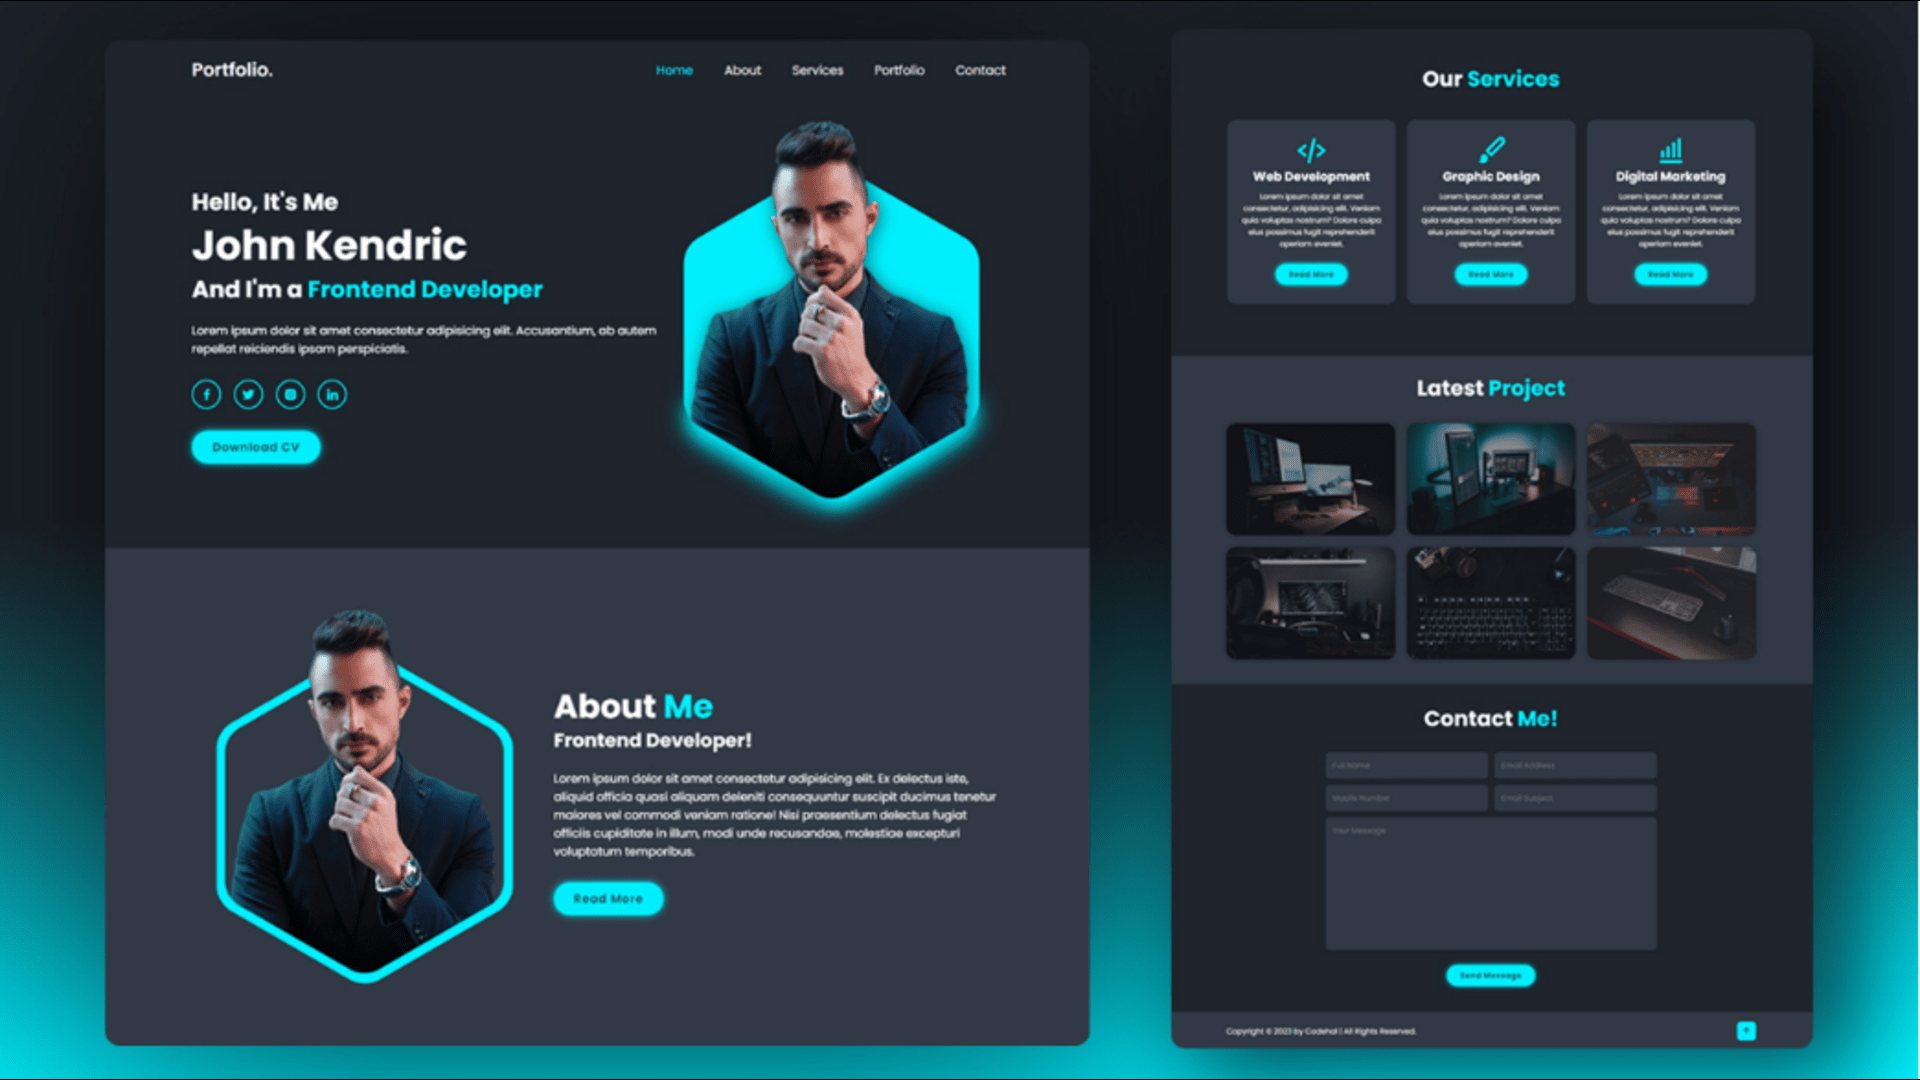 Portfolio.
Home About Services Portfolio Contact
Hello, It's Me
John Kendric
And I'm a Frontend Developer
Lorem ipsum dolor sit amet consectetur adipisicing elit. Accusantium, ab autem
repellat reiciendis ipsam perspiciatis.
Download CV
About Me
Frontend Developer!
Lorem ipsum dolor sit amet consectetur adipisicing elit. Ex delectus iste,
aliquid officia quasi aliquam deleniti consequuntur suscipit ducimus tenetur
maiores vel commodi veniam ratione! Nisi praesentium delectus fugiat
officiis cupiditate in illum, modi unde recusandae, molestiae excepturi
voluptatum temporibus.
Read More
Our Services
Web Development
Lorem ipsum dolor sit amet
consectetur, adipisicing elit. Veniam
quia voluptas nostrum? Dolore culpa
eius possimus fugit reprehenderit
aperiam eveniet.
Read More
Graphic Design
Lorem ipsum dolor sit amet
consectetur, adipisicing elit. Veniam
quia voluptas nostrum? Dolore culpa
eius possimus fugit reprehenderit
aperiam eveniet.
Read More
Digital Marketing
Lorem ipsum dolor sit amet
consectetur, adipisicing elit. Veniam
quia voluptas nostrum? Dolore culpa
eius possimus fugit reprehenderit
aperiam eveniet.
Read More
Latest Project
Contact Me!
Full Name Email Address
Mobile Number Email Subject
Your Message
Send Message
Copyright © 2023 by Codehal | All Rights Reserved.